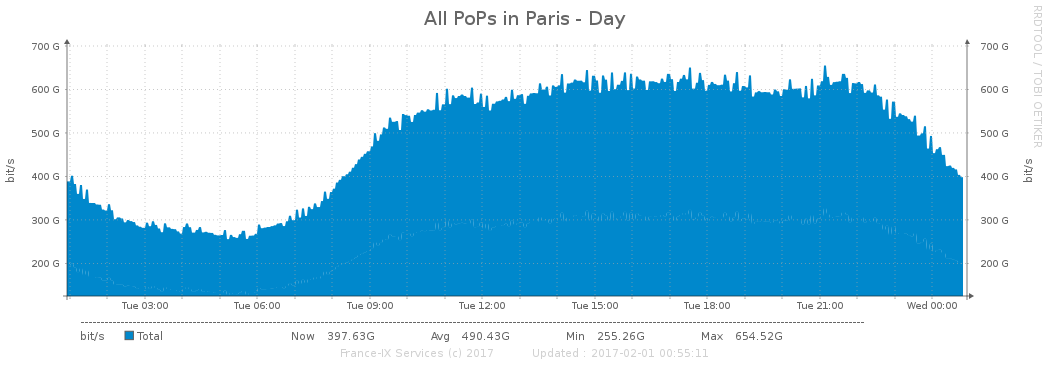 All PoPs in Paris - Day
RRDTOOL / TOBI OETIKER
700 G 700 G
600 G 600 G
500 G 500 G
400 G 400 G
300 G 300 G
200 G 200 G
bit/s bit/s
Tue 03:00 Tue 06:00 Tue 09:00 Tue 12:00 Tue 15:00 Tue 18:00 Tue 21:00 Wed 00:00
bit/s Total Now 397.63G Avg 490.43G Min 255.26G Max 654.52G
France-IX Services (c) 2017 Updated : 2017-02-01 00:55:11